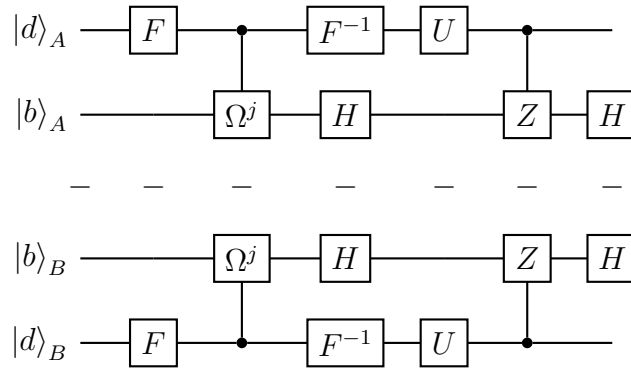 |d⟩_A F F⁻¹ U
|b⟩_A Ω^j H Z H
|b⟩_B Ω^j H Z H
|d⟩_B F F⁻¹ U